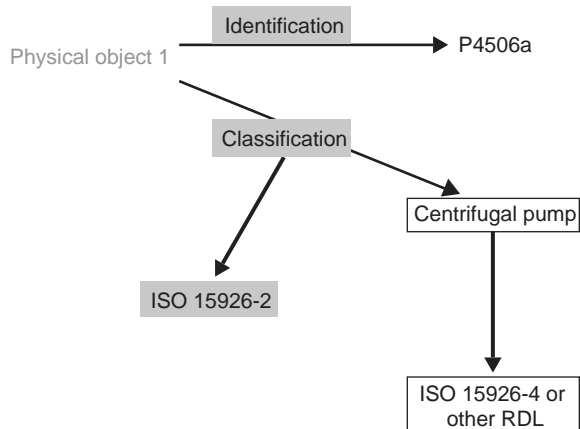 Identification
Physical object 1
P4506a
Classification
Centrifugal pump
ISO 15926-2
ISO 15926-4 or
other RDL